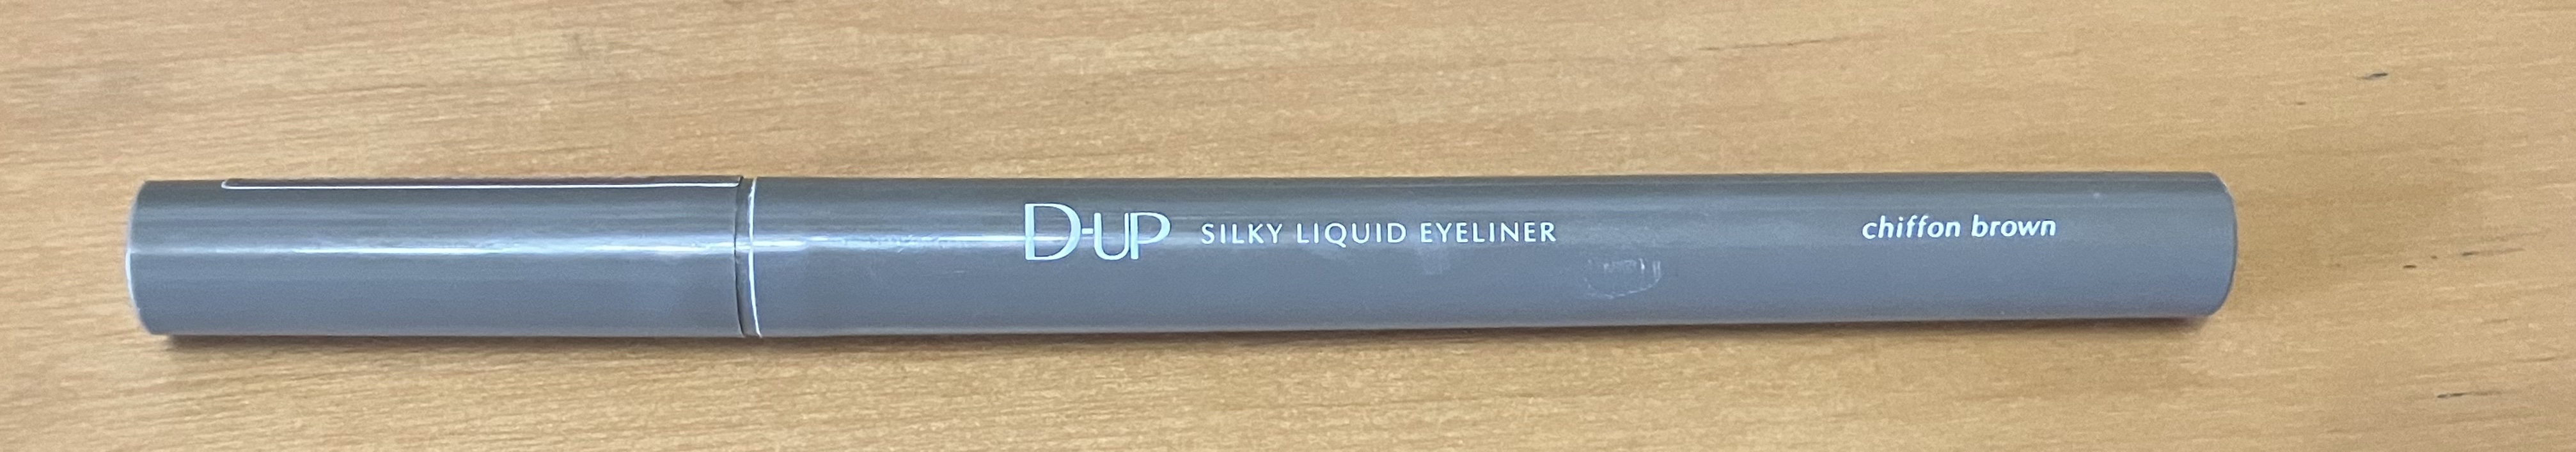 D-UP SILKY LIQUID EYELINER chiffon brown